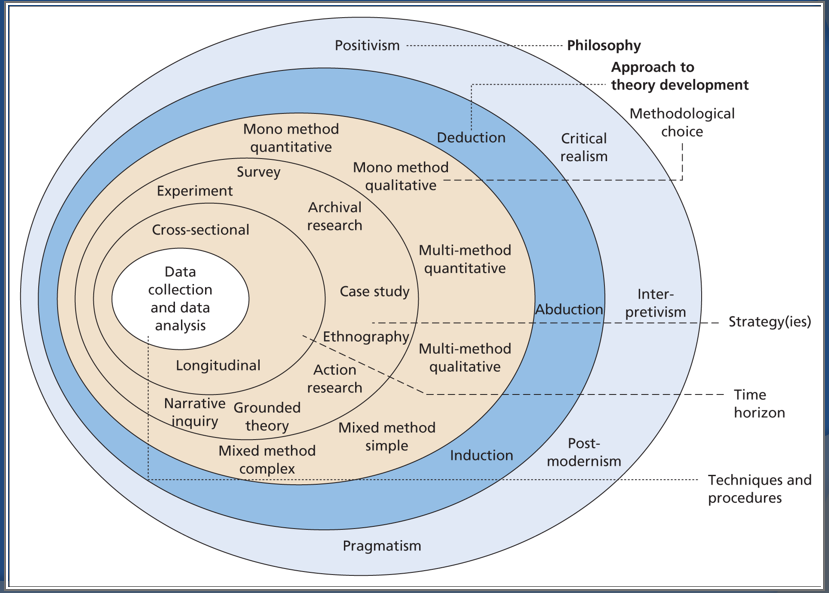 Positivism
Philosophy
Approach to
theory development
Methodological
choice
Mono method
quantitative
Deduction
Critical
realism
Mono method
qualitative
Survey
Experiment
Archival
research
Cross-sectional
Multi-method
quantitative
Data
collection
and data
analysis
Case study
Abduction
Inter-
pretivism
Strategy(ies)
Ethnography
Multi-method
qualitative
Longitudinal
Action
research
Time
horizon
Narrative
inquiry
Grounded
theory
Mixed method
simple
Mixed method
complex
Induction
Post-
modernism
Techniques and
procedures
Pragmatism